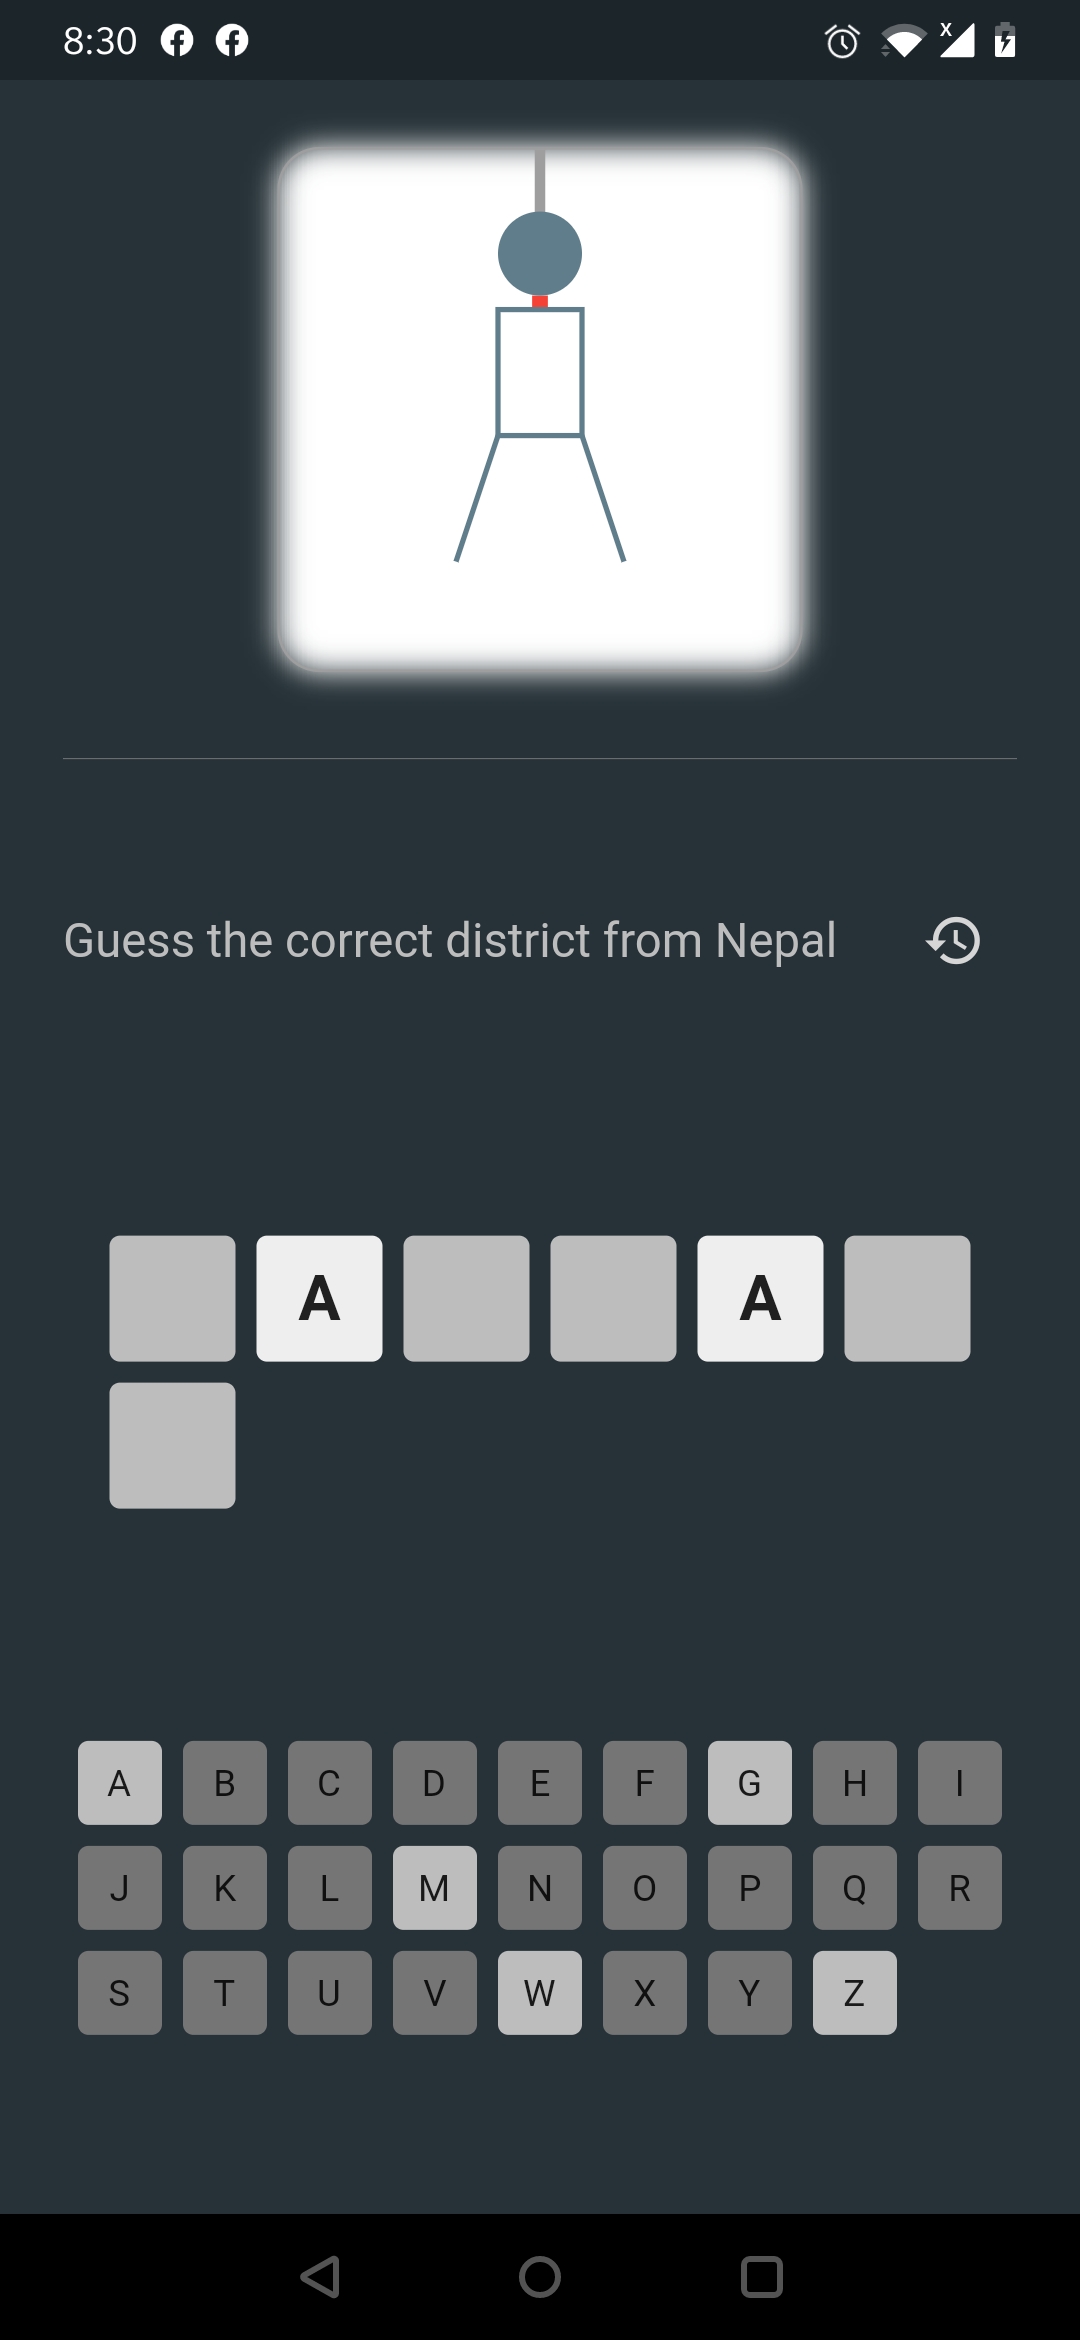 8:30
X
Guess the correct district from Nepal
A A
A B C D E F G H I
J K L M N O P Q R
S T U V W X Y Z